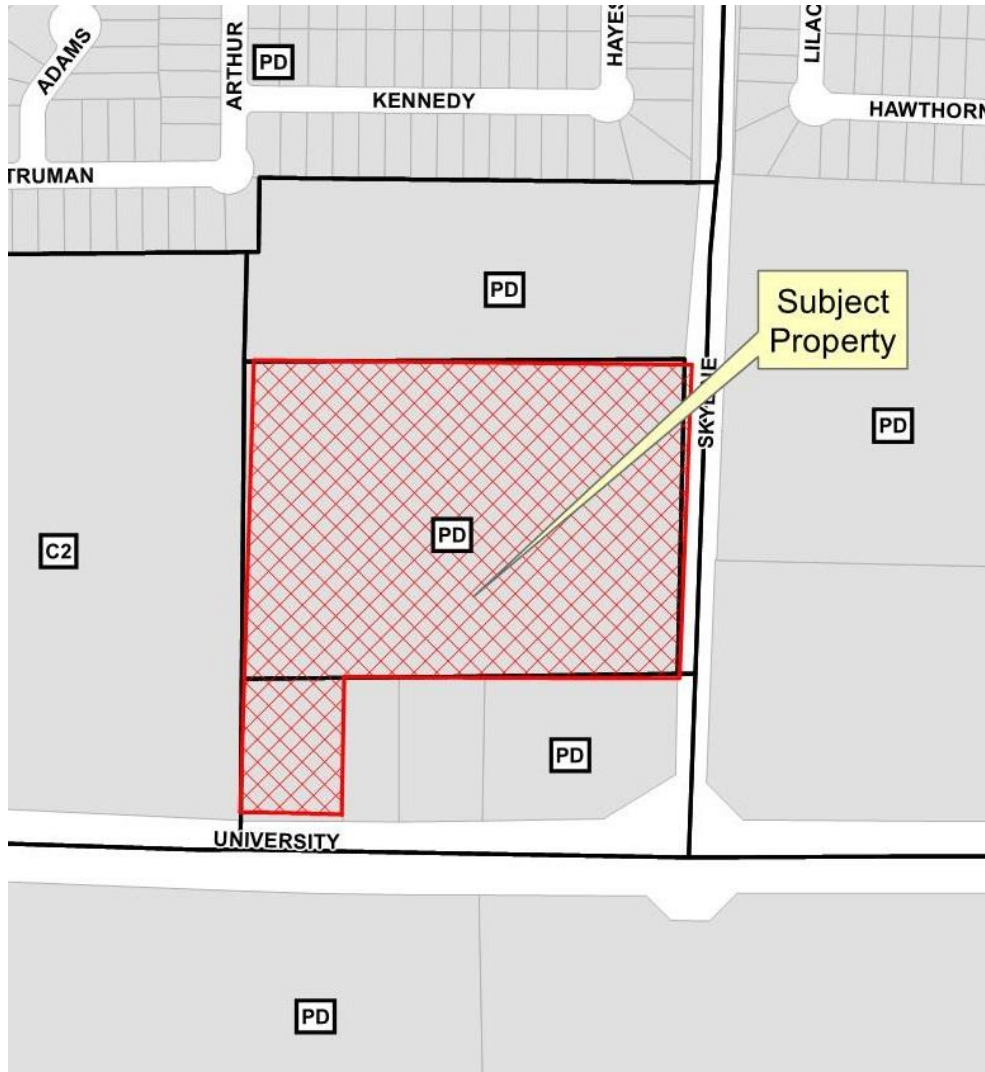 ADAMS
ARTHUR
PD
KENNEDY
HAYES
LILAC
HAWTHORN
TRUMAN
PD
Subject
Property
SKYLINE
PD
PD
C2
PD
UNIVERSITY
PD